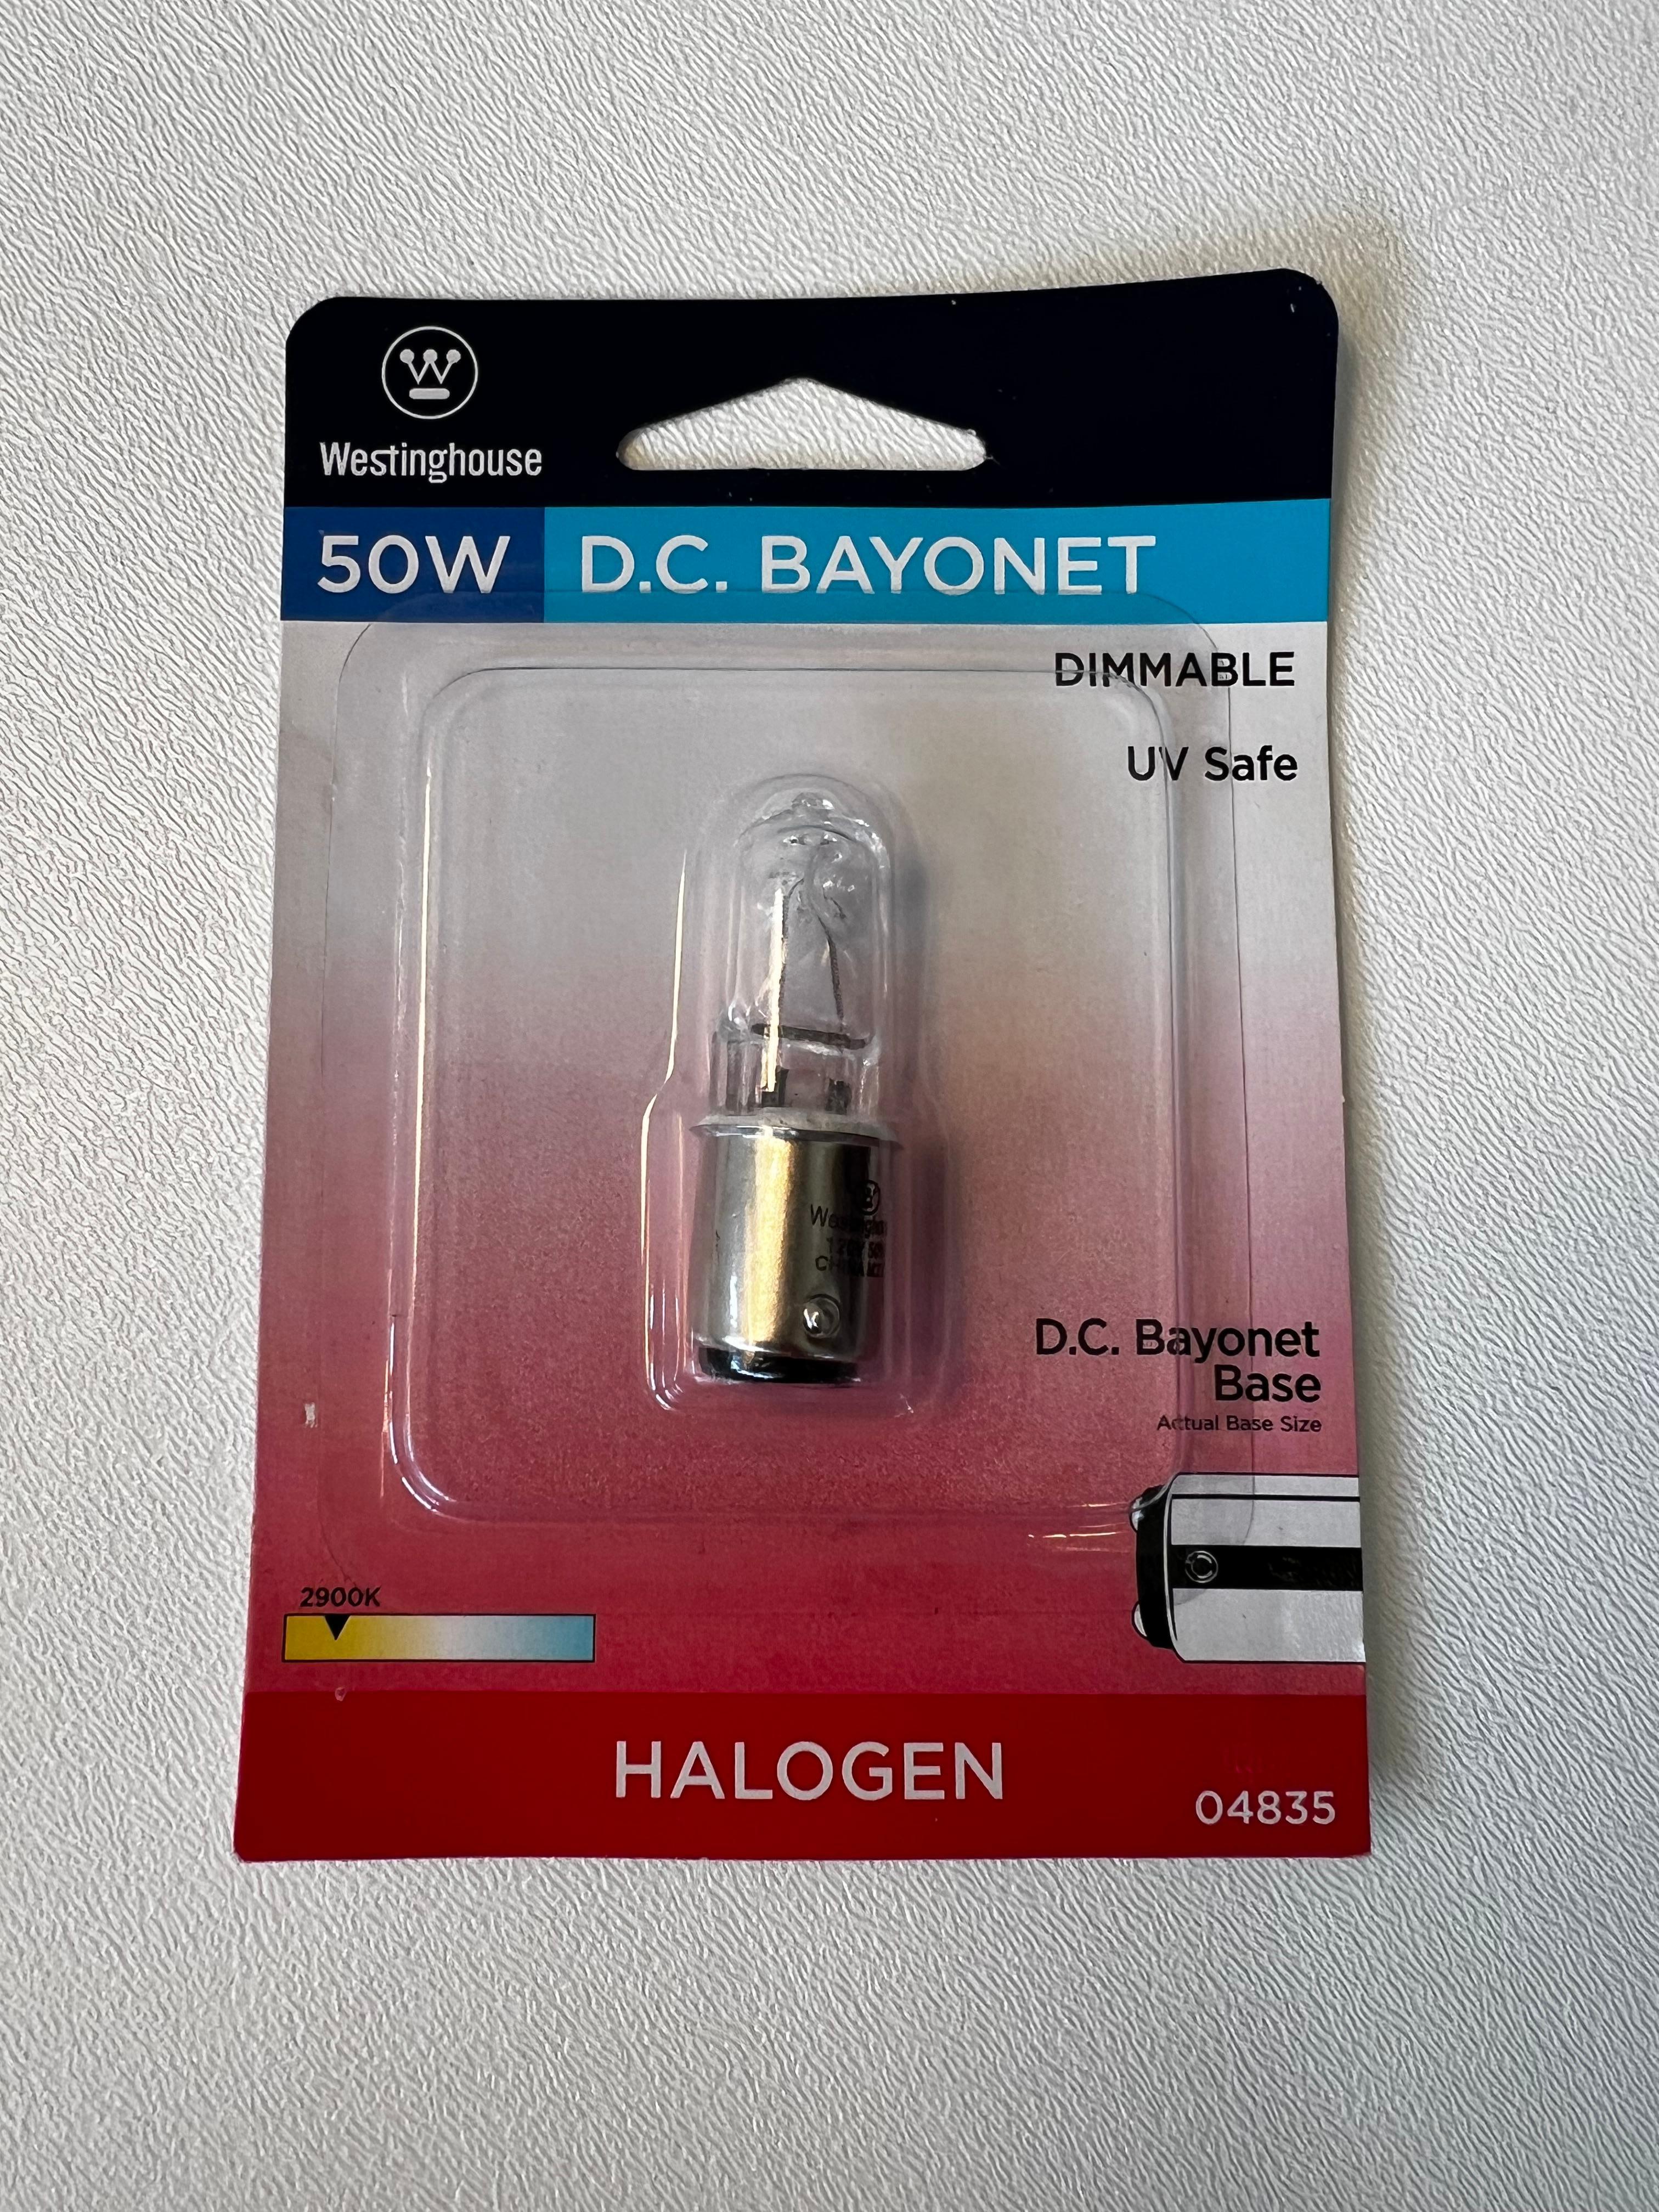 Westinghouse
50W D.C. BAYONET
DIMMABLE
UV Safe
D.C. Bayonet
Base
Actual Base Size
2900K
HALOGEN
04835